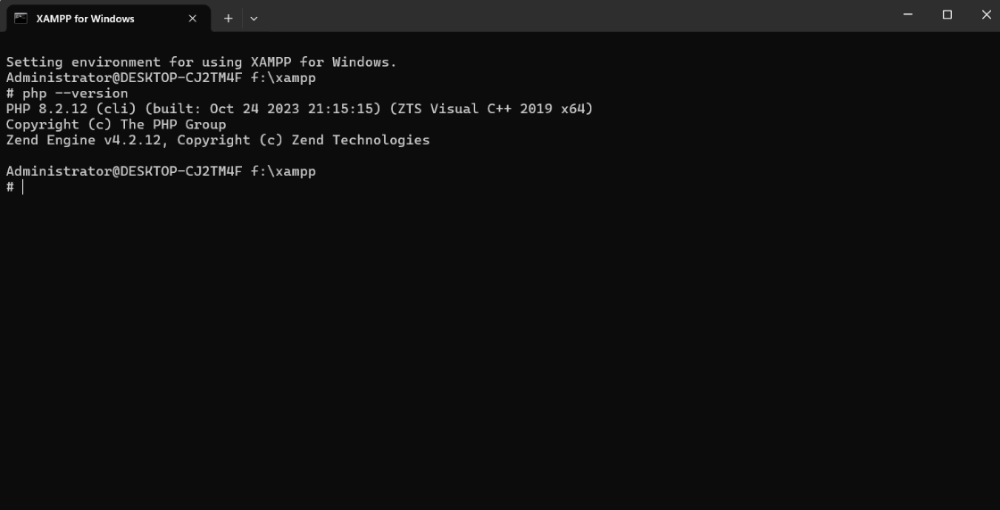 XAMPP for Windows
Setting environment for using XAMPP for Windows.
Administrator@DESKTOP-CJ2TM4F f:\xampp
# php --version
PHP 8.2.12 (cli) (built: Oct 24 2023 21:15:15) (ZTS Visual C++ 2019 x64)
Copyright (c) The PHP Group
Zend Engine v4.2.12, Copyright (c) Zend Technologies
Administrator@DESKTOP-CJ2TM4F f:\xampp
#